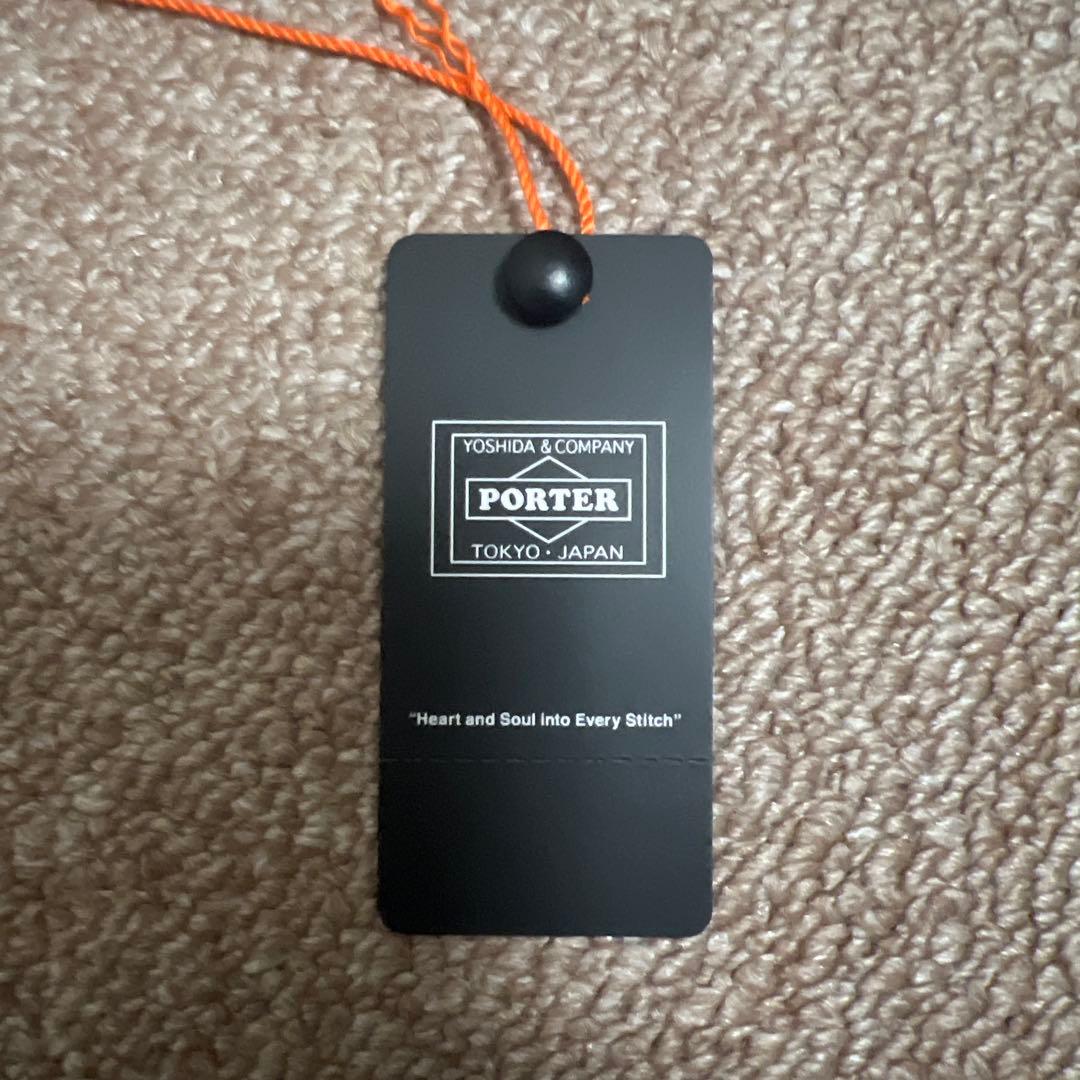 YOSHIDA & COMPANY
PORTER
TOKYO・JAPAN
“Heart and Soul into Every Stitch”